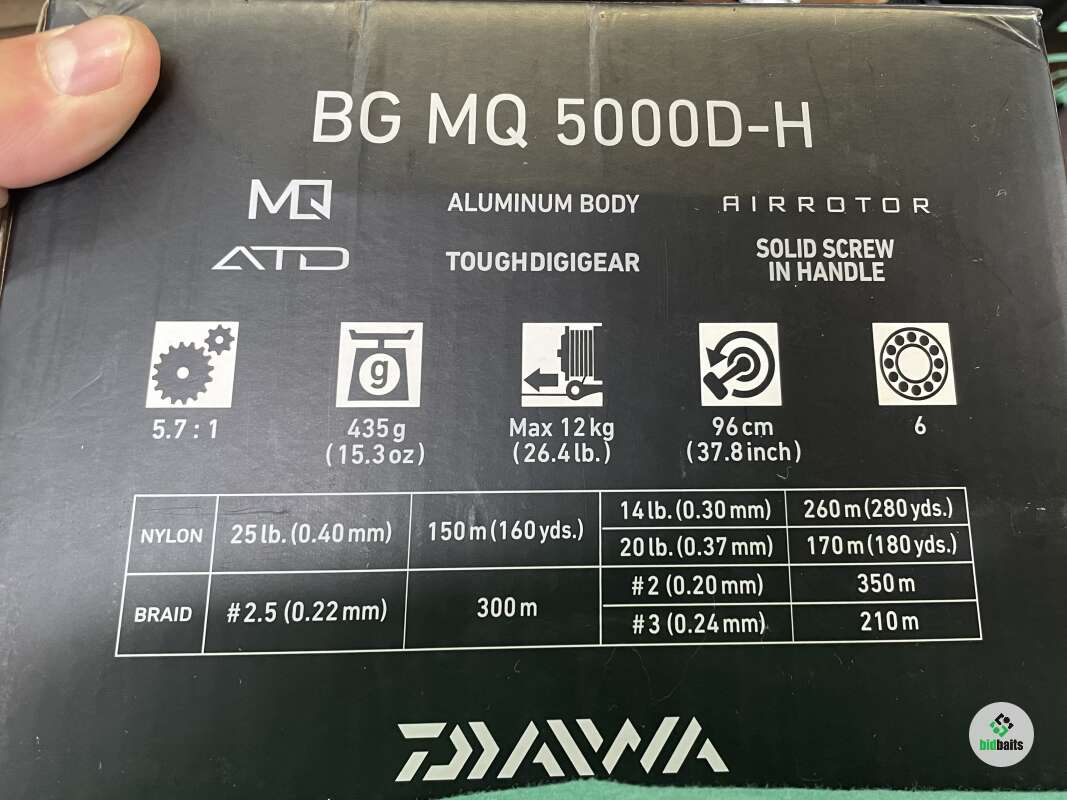 BG MQ 5000D-H
MQ ALUMINUM BODY AIRROTOR
ATD TOUGHDIGIGEAR SOLID SCREW
IN HANDLE
g
5.7 : 1 435 g Max 12 kg 96 cm 6
(15.3 oz) (26.4 lb.) (37.8 inch)
NYLON 25 lb. (0.40 mm) 150 m (160 yds.) 14 lb. (0.30 mm) 260 m (280 yds.)
20 lb. (0.37 mm) 170 m (180 yds.)
BRAID #2.5 (0.22 mm) 300 m #2 (0.20 mm) 350 m
#3 (0.24 mm) 210 m
DAIWA
bidbaits